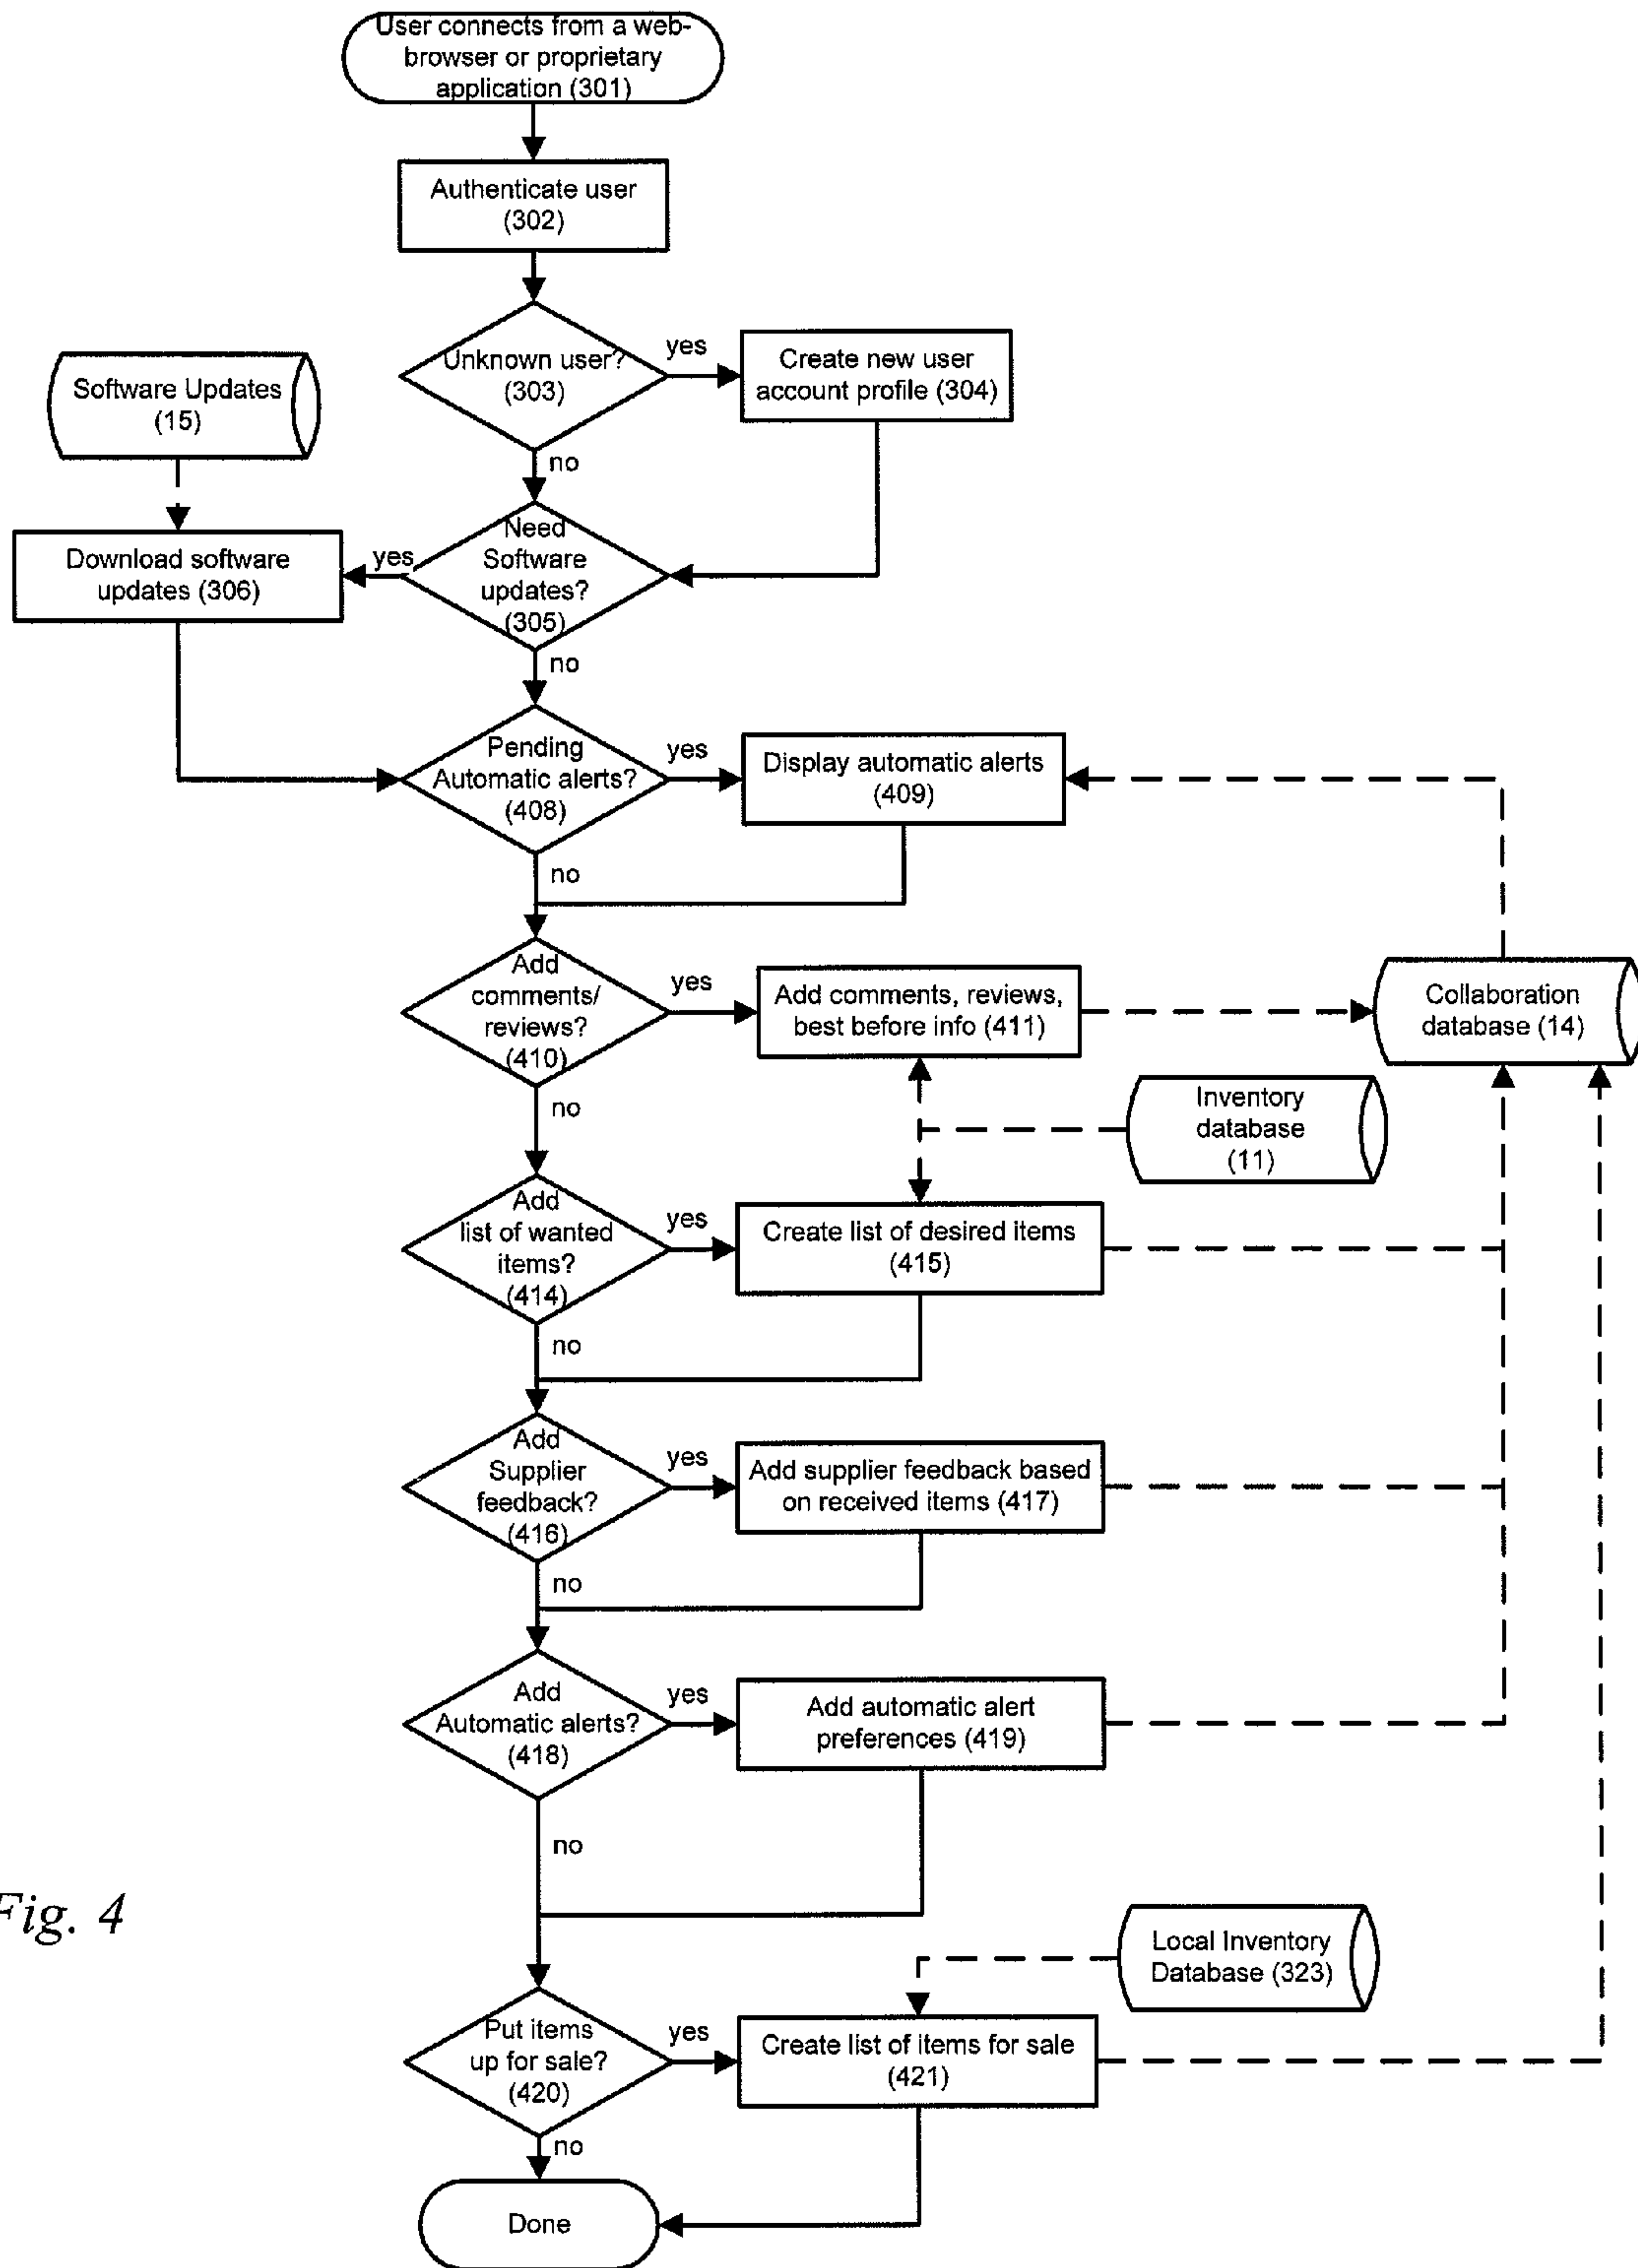 User connects from a web-
browser or proprietary
application (301)
Authenticate user
(302)
Unknown user?
(303)
yes
Create new user
account profile (304)
no
Software Updates
(15)
Need
Software
updates?
(305)
yes
Download software
updates (306)
no
Pending
Automatic alerts?
(408)
yes
Display automatic alerts
(409)
no
Add
comments/
reviews?
(410)
yes
Add comments, reviews,
best before info (411)
Collaboration
database (14)
no
Inventory
database
(11)
Add
list of wanted
items?
(414)
yes
Create list of desired items
(415)
no
Add
Supplier
feedback?
(416)
yes
Add supplier feedback based
on received items (417)
no
Add
Automatic alerts?
(418)
yes
Add automatic alert
preferences (419)
no
Fig. 4
Local Inventory
Database (323)
Put items
up for sale?
(420)
yes
Create list of items for sale
(421)
no
Done